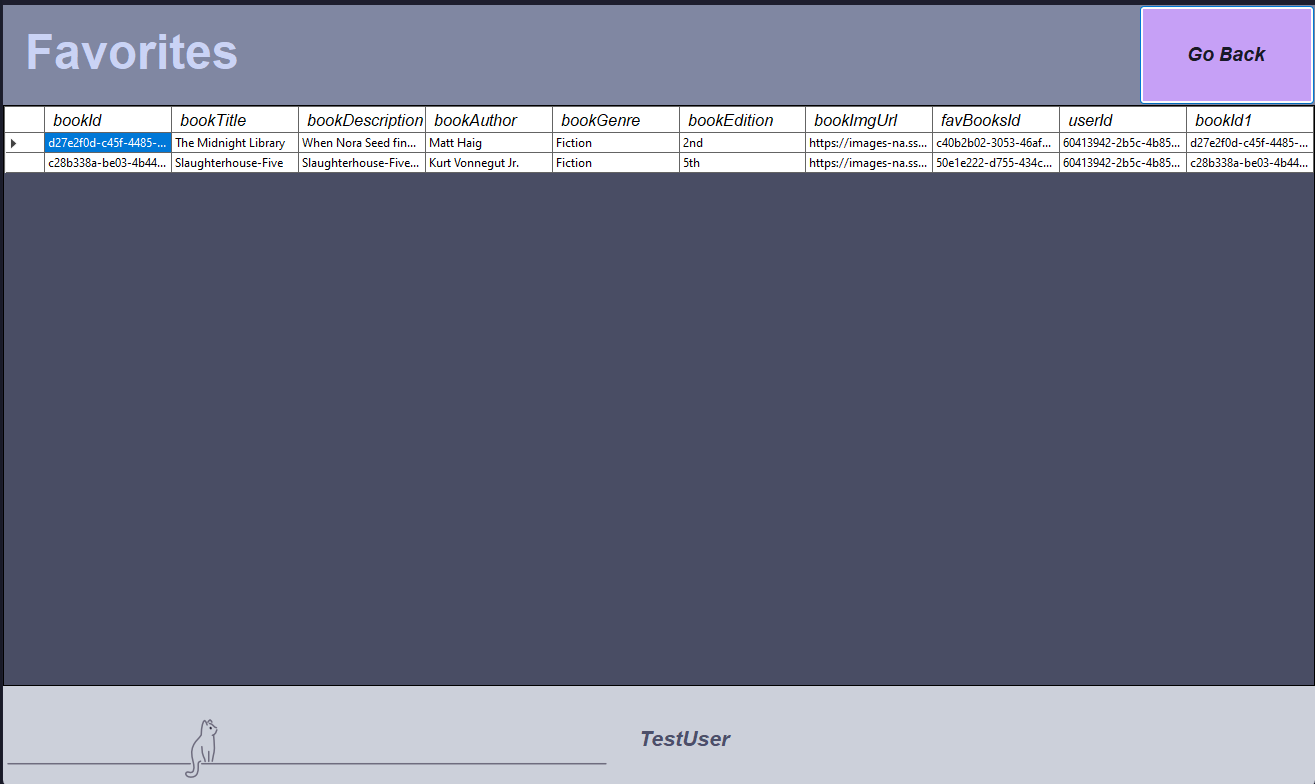 Favorites
Go Back
bookId bookTitle bookDescription bookAuthor bookGenre bookEdition bookImgUrl favBooksId userId bookId1
d27e2f0d-c45f-4485-... The Midnight Library When Nora Seed fin... Matt Haig Fiction 2nd https://images-na.ss... c40b2b02-3053-46af... 60413942-2b5c-4b85... d27e2f0d-c45f-4485-...
c28b338a-be03-4b44... Slaughterhouse-Five Slaughterhouse-Five... Kurt Vonnegut Jr. Fiction 5th https://images-na.ss... 50e1e222-d755-434c... 60413942-2b5c-4b85... c28b338a-be03-4b44...
TestUser